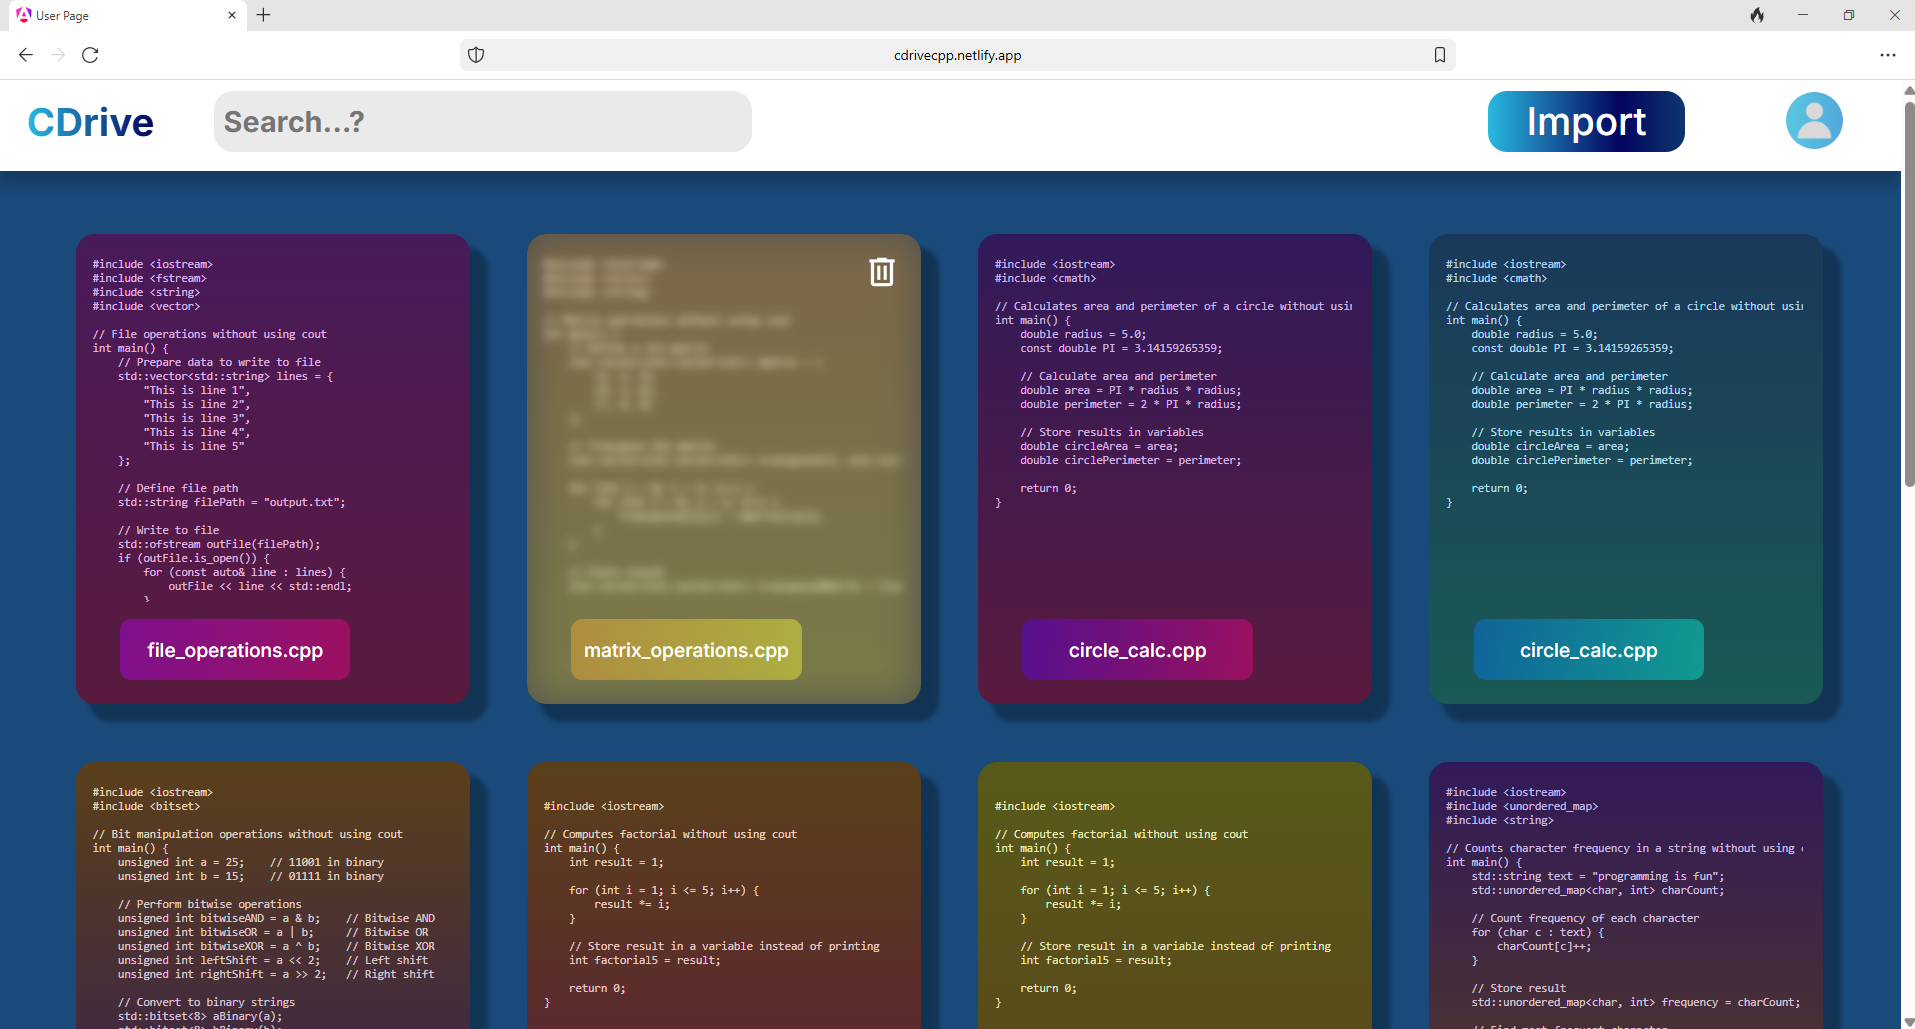 User Page
cdrivecpp.netlify.app
CDrive
Search...?
Import
#include <iostream>
#include <fstream>
#include <string>
#include <vector>
// File operations without using cout
int main() {
// Prepare data to write to file
std::vector<std::string> lines = {
"This is line 1",
"This is line 2",
"This is line 3",
"This is line 4",
"This is line 5"
};
// Define file path
std::string filePath = "output.txt";
// Write to file
std::ofstream outFile(filePath);
if (outFile.is_open()) {
for (const auto& line : lines) {
outFile << line << std::endl;
}
file_operations.cpp
matrix_operations.cpp
#include <iostream>
#include <cmath>
// Calculates area and perimeter of a circle without usin
int main() {
double radius = 5.0;
const double PI = 3.14159265359;
// Calculate area and perimeter
double area = PI * radius * radius;
double perimeter = 2 * PI * radius;
// Store results in variables
double circleArea = area;
double circlePerimeter = perimeter;
return 0;
}
circle_calc.cpp
#include <iostream>
#include <cmath>
// Calculates area and perimeter of a circle without usin
int main() {
double radius = 5.0;
const double PI = 3.14159265359;
// Calculate area and perimeter
double area = PI * radius * radius;
double perimeter = 2 * PI * radius;
// Store results in variables
double circleArea = area;
double circlePerimeter = perimeter;
return 0;
}
circle_calc.cpp
#include <iostream>
#include <bitset>
// Bit manipulation operations without using cout
int main() {
unsigned int a = 25;    // 11001 in binary
unsigned int b = 15;    // 01111 in binary
// Perform bitwise operations
unsigned int bitwiseAND = a & b;    // Bitwise AND
unsigned int bitwiseOR = a | b;     // Bitwise OR
unsigned int bitwiseXOR = a ^ b;    // Bitwise XOR
unsigned int leftShift = a << 2;    // Left shift
unsigned int rightShift = a >> 2;   // Right shift
// Convert to binary strings
std::bitset<8> aBinary(a);
std::bitset<8> bBinary(b);
#include <iostream>
// Computes factorial without using cout
int main() {
int result = 1;
for (int i = 1; i <= 5; i++) {
result *= i;
}
// Store result in a variable instead of printing
int factorial5 = result;
return 0;
}
#include <iostream>
// Computes factorial without using cout
int main() {
int result = 1;
for (int i = 1; i <= 5; i++) {
result *= i;
}
// Store result in a variable instead of printing
int factorial5 = result;
return 0;
}
#include <iostream>
#include <unordered_map>
#include <string>
// Counts character frequency in a string without using
int main() {
std::string text = "programming is fun";
std::unordered_map<char, int> charCount;
// Count frequency of each character
for (char c : text) {
charCount[c]++;
}
// Store result
std::unordered_map<char, int> frequency = charCount;
// Find most frequent character